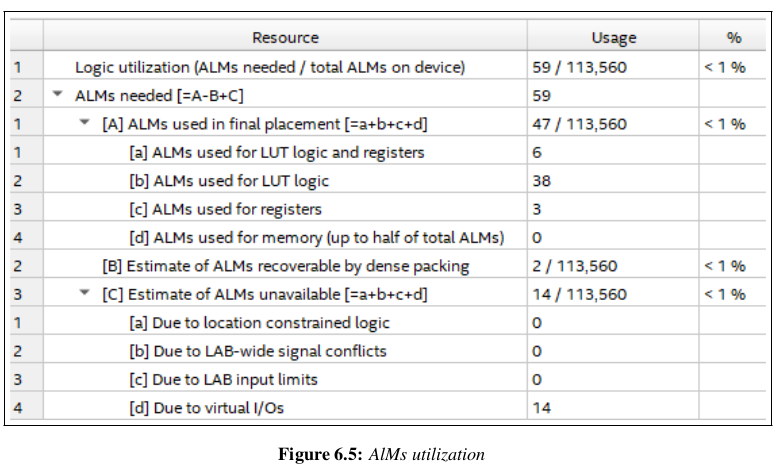 Resource Usage %
1 Logic utilization (ALMs needed / total ALMs on device) 59 / 113,560 < 1 %
2 ALMs needed [=A-B+C] 59
1 [A] ALMs used in final placement [=a+b+c+d] 47 / 113,560 < 1 %
1 [a] ALMs used for LUT logic and registers 6
2 [b] ALMs used for LUT logic 38
3 [c] ALMs used for registers 3
4 [d] ALMs used for memory (up to half of total ALMs) 0
2 [B] Estimate of ALMs recoverable by dense packing 2 / 113,560 < 1 %
3 [C] Estimate of ALMs unavailable [=a+b+c+d] 14 / 113,560 < 1 %
1 [a] Due to location constrained logic 0
2 [b] Due to LAB-wide signal conflicts 0
3 [c] Due to LAB input limits 0
4 [d] Due to virtual I/Os 14
Figure 6.5: AlMs utilization